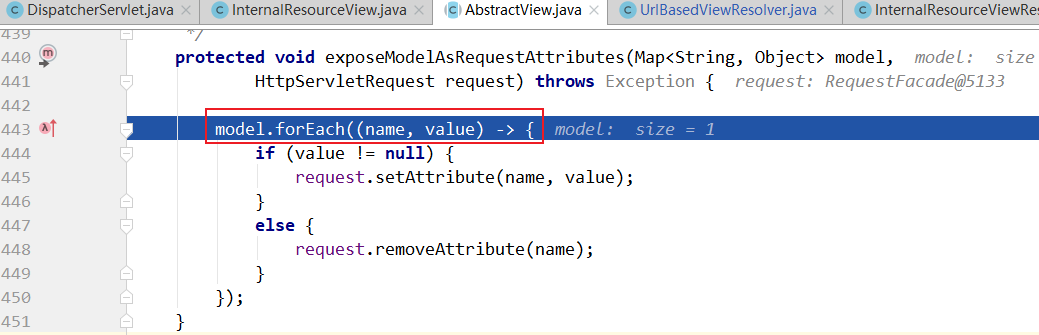 DispatcherServlet.java InternalResourceView.java AbstractView.java UrlBasedViewResolver.java InternalResourceViewRes
439 */
440 m protected void exposeModelAsRequestAttributes(Map<String, Object> model, model: size
441 HttpServletRequest request) throws Exception { request: RequestFacade@5133
442
443 λ model.forEach((name, value) -> { model: size = 1
444 if (value != null) {
445 request.setAttribute(name, value);
446 }
447 else {
448 request.removeAttribute(name);
449 }
450 });
451 }